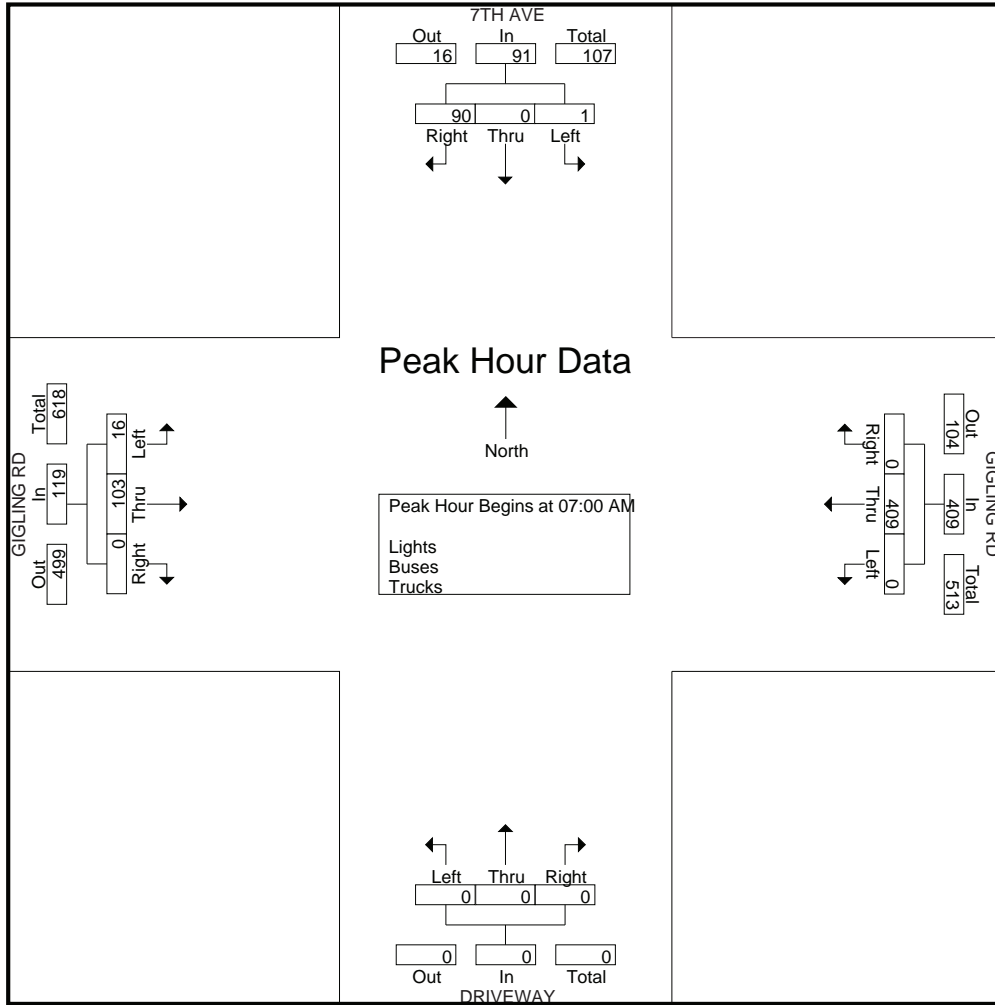 7TH AVE
Out In Total
16 91 107
90 0 1
Right Thru Left
Peak Hour Data
North
Peak Hour Begins at 07:00 AM
Lights
Buses
Trucks
GIGLING RD
Total In Out
618 119 499
16 103 0
Left Thru Right
GIGLING RD
Out In Total
104 409 513
0 409 0
Right Thru Left
Left Thru Right
0 0 0
0 0 0
Out In Total
DRIVEWAY